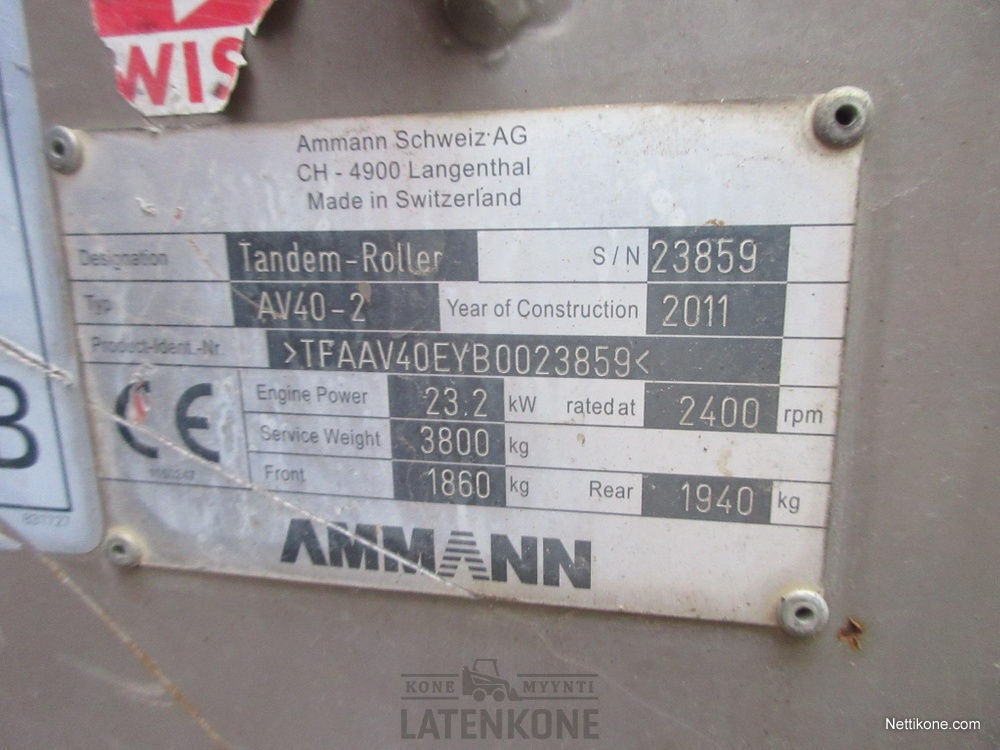 WIS
Ammann Schweiz AG
CH - 4900 Langenthal
Made in Switzerland
Designation Tandem-Roller S/N 23859
Typ AV40-2 Year of Construction 2011
Product-Ident.-Nr. >TFAAV40EYB0023859<
CE Engine Power 23.2 kW rated at 2400 rpm
Service Weight 3800 kg
Front 1860 kg Rear 1940 kg
AMMANN
B
831727
KONE MYYNTI
LATENKONE
Nettikone.com